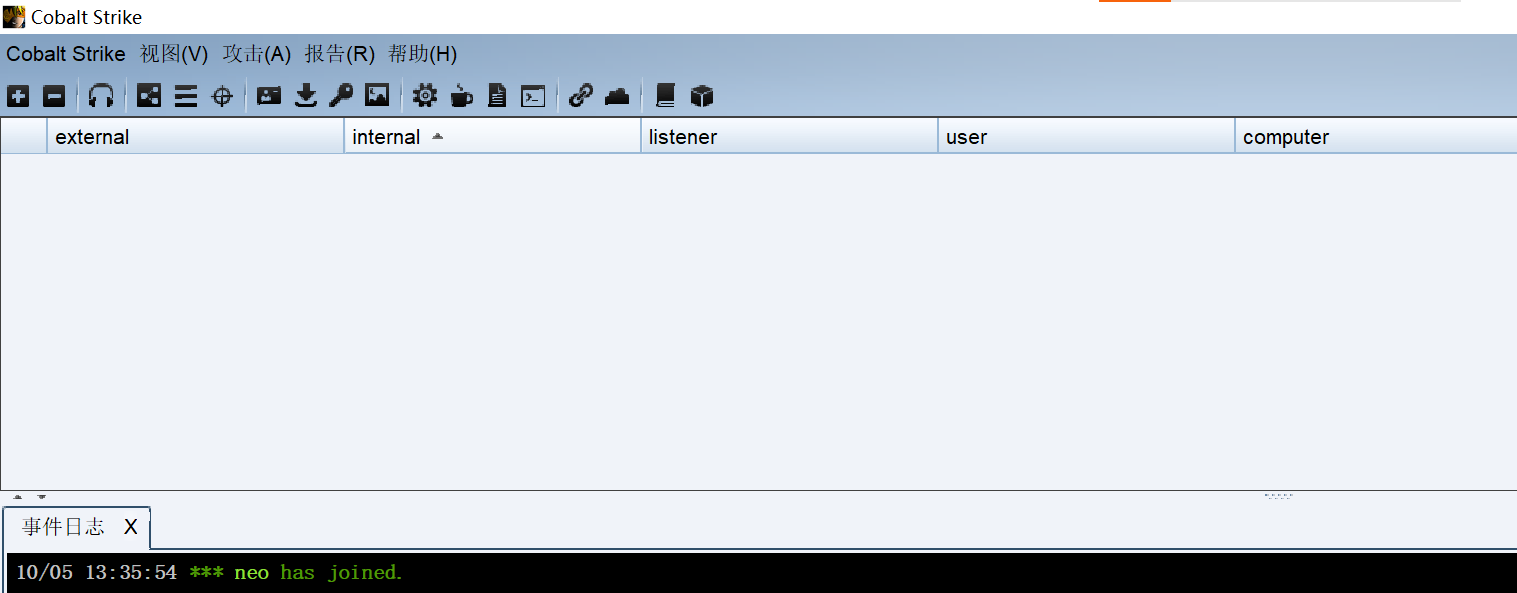 Cobalt Strike
Cobalt Strike 视图(V) 攻击(A) 报告(R) 帮助(H)
external internal listener user computer
事件日志 X
10/05 13:35:54 *** neo has joined.